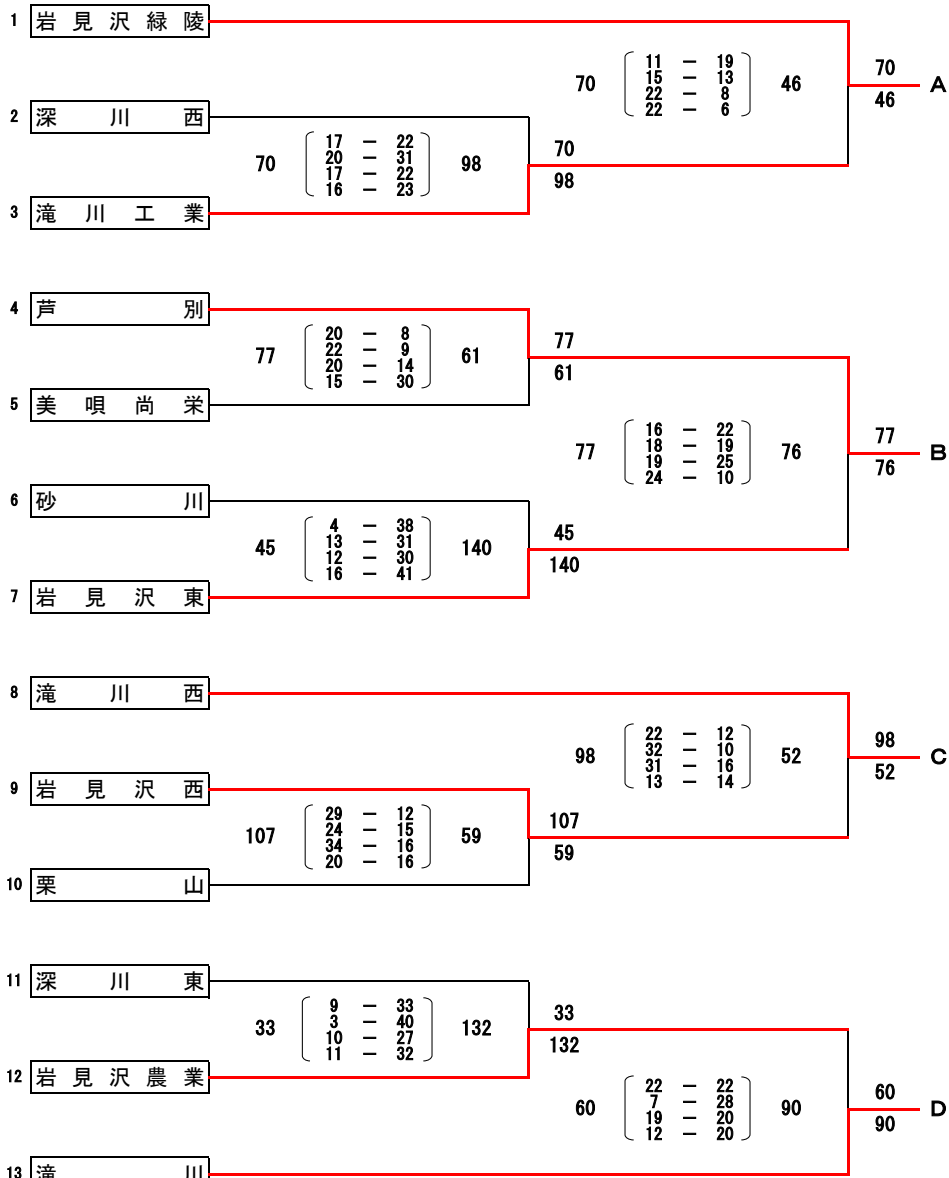 1 岩見沢緑陵
70 11 － 19 46
15 － 13
22 － 8
22 － 6
70
46
A
2 深川西
70 17 － 22 98
20 － 31
17 － 22
16 － 23
70
98
3 滝川工業
4 芦別
77 20 － 8 61
22 － 9
20 － 14
15 － 30
77
61
5 美唄尚栄
77 16 － 22 76
18 － 19
19 － 25
24 － 10
77
76
B
6 砂川
45 4 － 38 140
13 － 31
12 － 30
16 － 41
45
140
7 岩見沢東
8 滝川西
98 22 － 12 52
32 － 10
31 － 16
13 － 14
98
52
C
9 岩見沢西
107 29 － 12 59
24 － 15
34 － 16
20 － 16
107
59
10 栗山
11 深川東
33 9 － 33 132
3 － 40
10 － 27
11 － 32
33
132
12 岩見沢農業
60 22 － 22 90
7 － 28
19 － 20
12 － 20
60
90
D
13 滝川